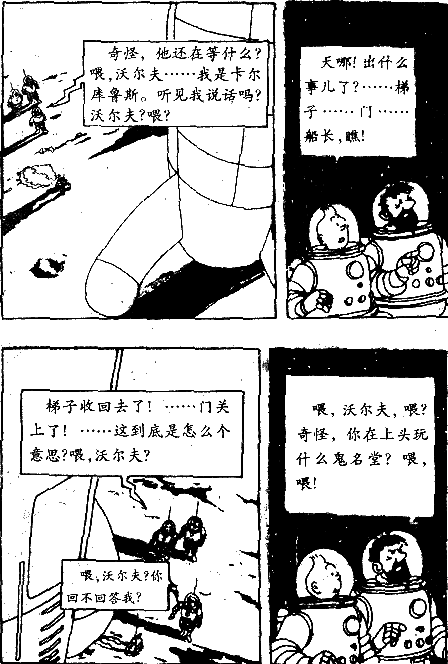 奇怪，他还在等什么?
喂,沃尔夫……我是卡尔
库鲁斯。听见我说话吗?
沃尔夫?喂?
天哪!出什么
事儿了?……梯
子……门……
船长,瞧!
梯子收回去了! ……门关
上了! ……这到底是怎么个
意思?喂,沃尔夫?
喂,沃尔夫?你
回不回答我?
喂,沃尔夫,喂?
奇怪，你在上头玩
什么鬼名堂? 喂,
喂!